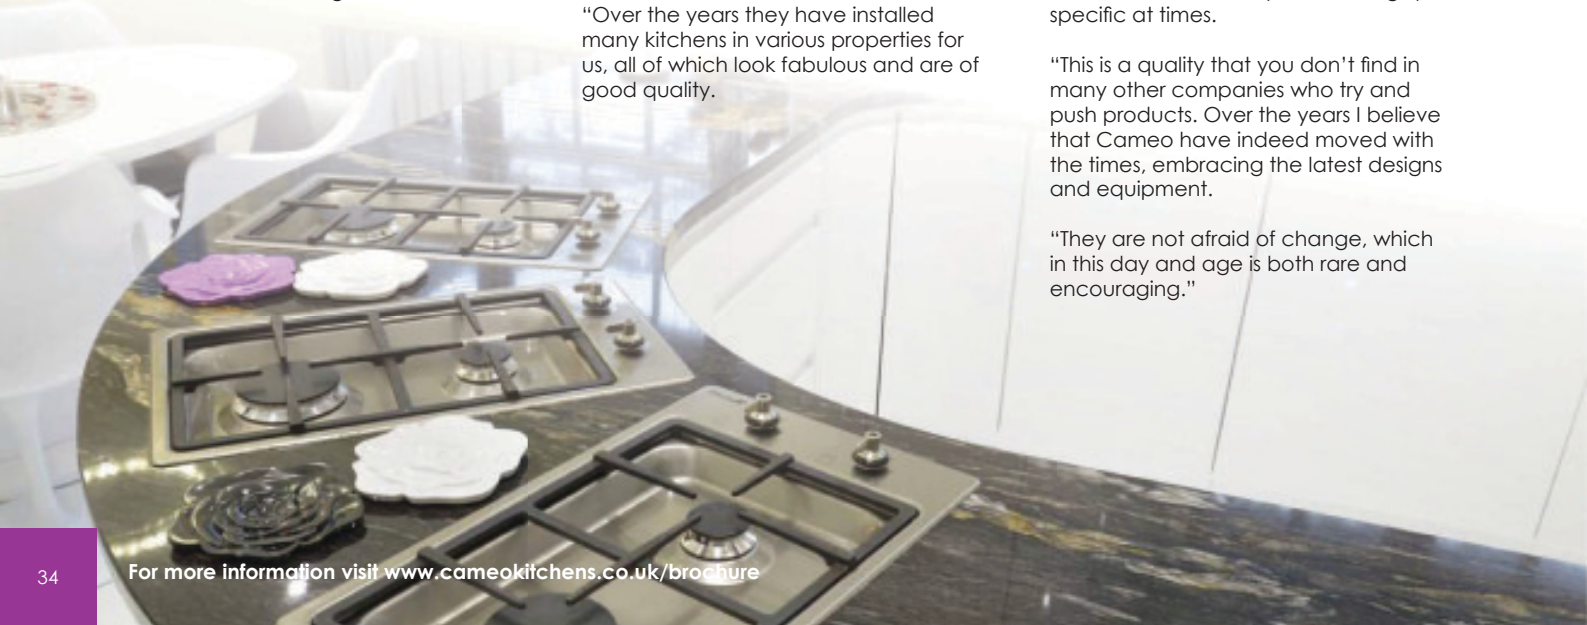 “Over the years they have installed
many kitchens in various properties for
us, all of which look fabulous and are of
good quality.
specific at times.
“This is a quality that you don’t find in
many other companies who try and
push products. Over the years I believe
that Cameo have indeed moved with
the times, embracing the latest designs
and equipment.
“They are not afraid of change, which
in this day and age is both rare and
encouraging.”
34
For more information visit www.cameokitchens.co.uk/brochure